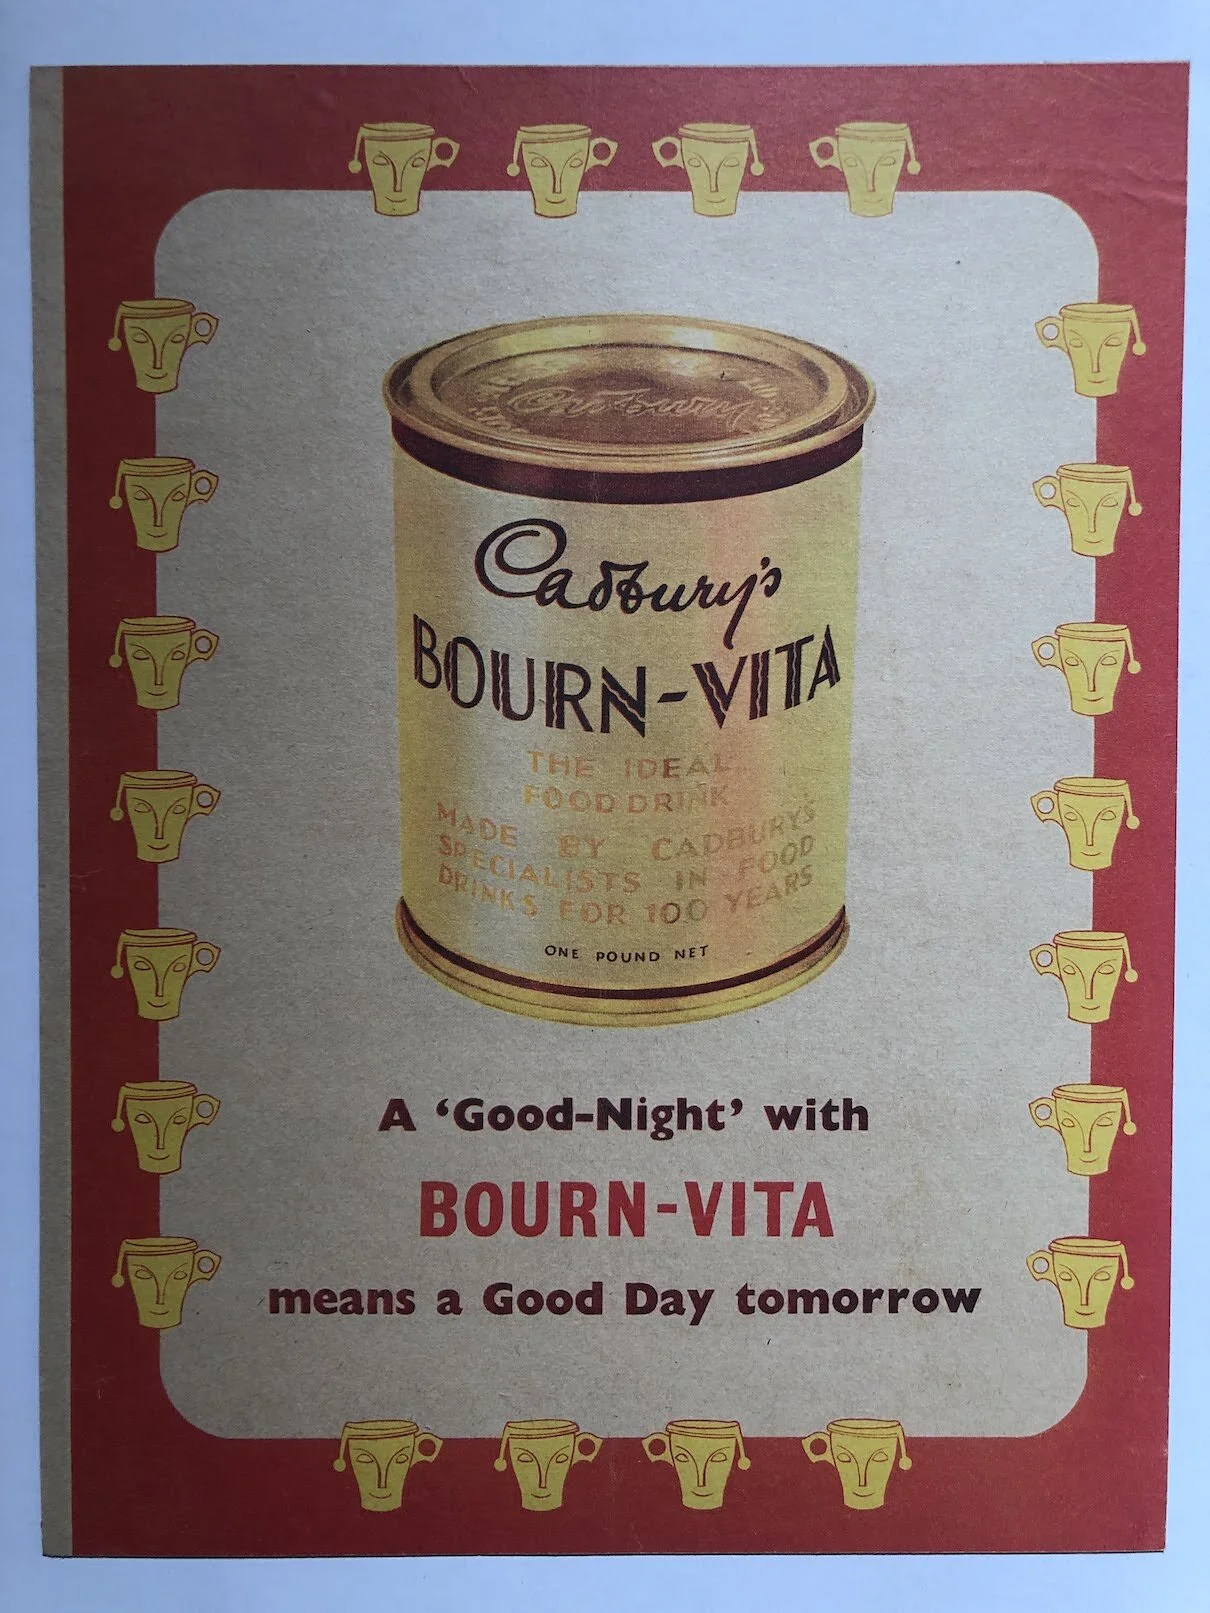 Cadbury
Cadbury's
BOURN-VITA
THE IDEAL
FOOD DRINK
MADE BY CADBURYS
SPECIALISTS IN FOOD
DRINKS FOR 100 YEARS
ONE POUND NET
A ‘Good-Night’ with
BOURN-VITA
means a Good Day tomorrow